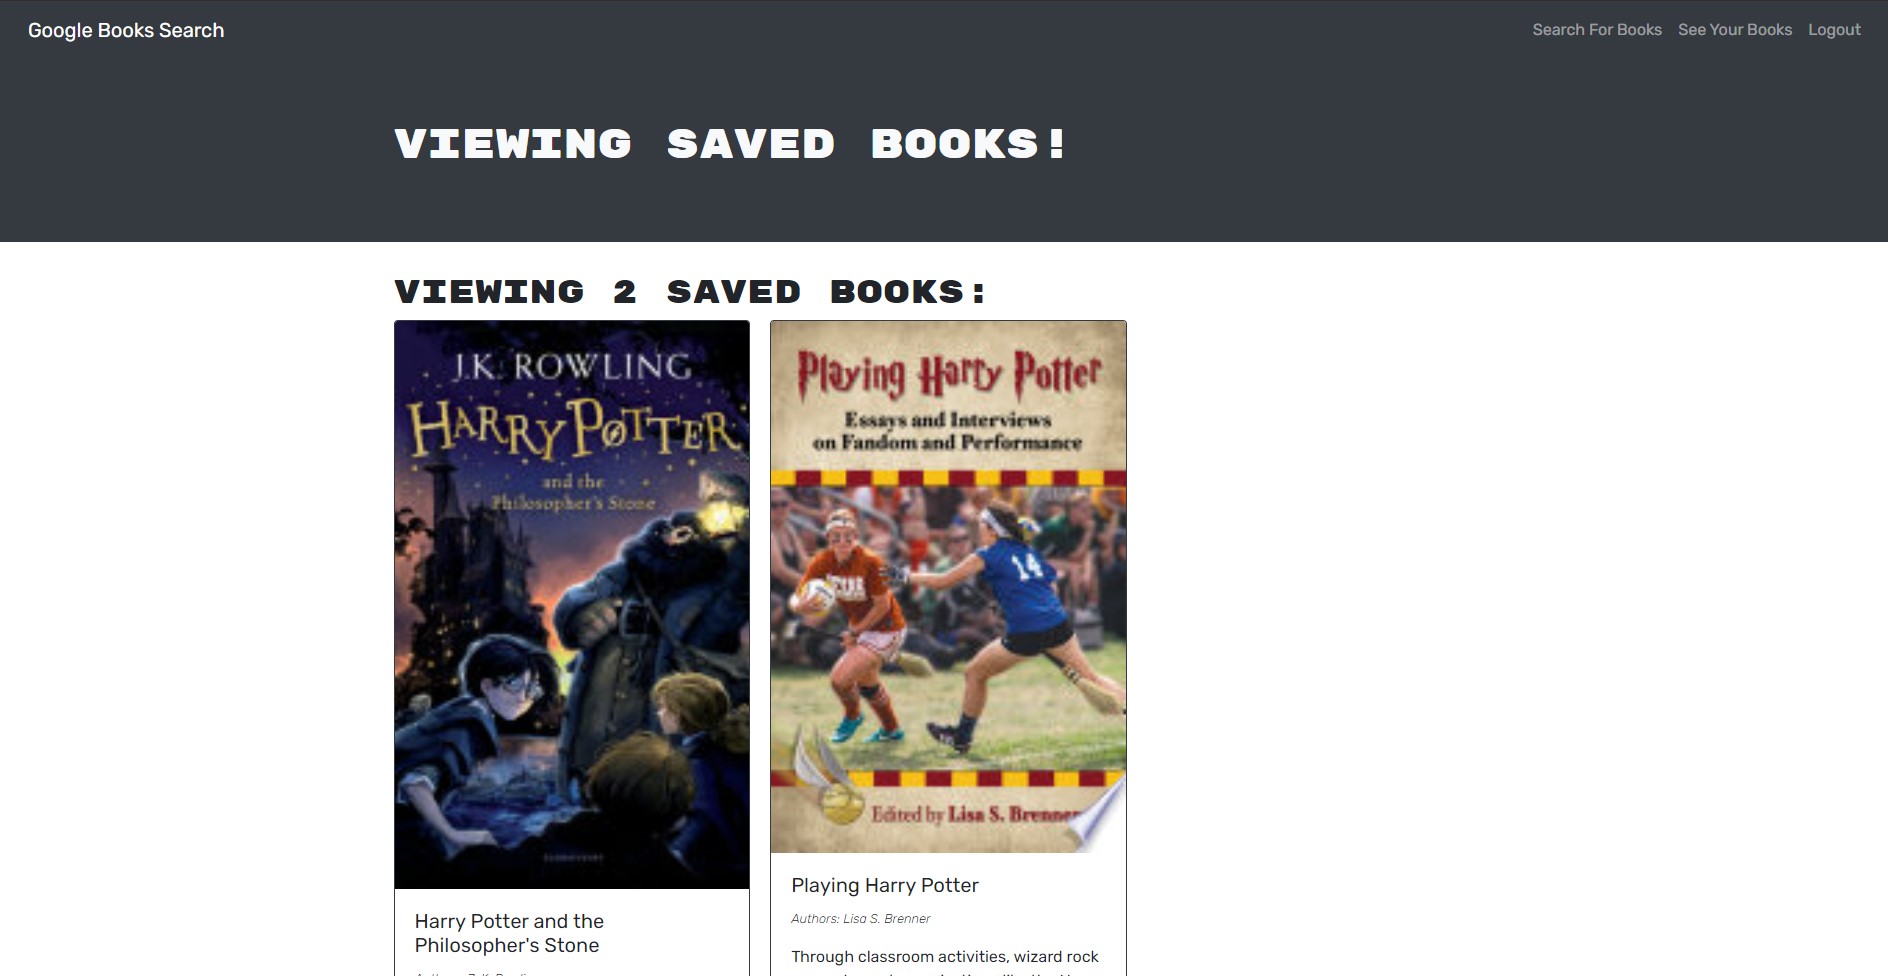 Google Books Search
Search For Books See Your Books Logout
VIEWING SAVED BOOKS!
VIEWING 2 SAVED BOOKS:
J.K. ROWLING
HARRY POTTER
and the
Philosopher's Stone
Harry Potter and the
Philosopher's Stone
Playing Harry Potter
Essays and Interviews
on Fandom and Performance
14
Edited by Lisa S. Brenner
Playing Harry Potter
Authors: Lisa S. Brenner
Through classroom activities, wizard rock